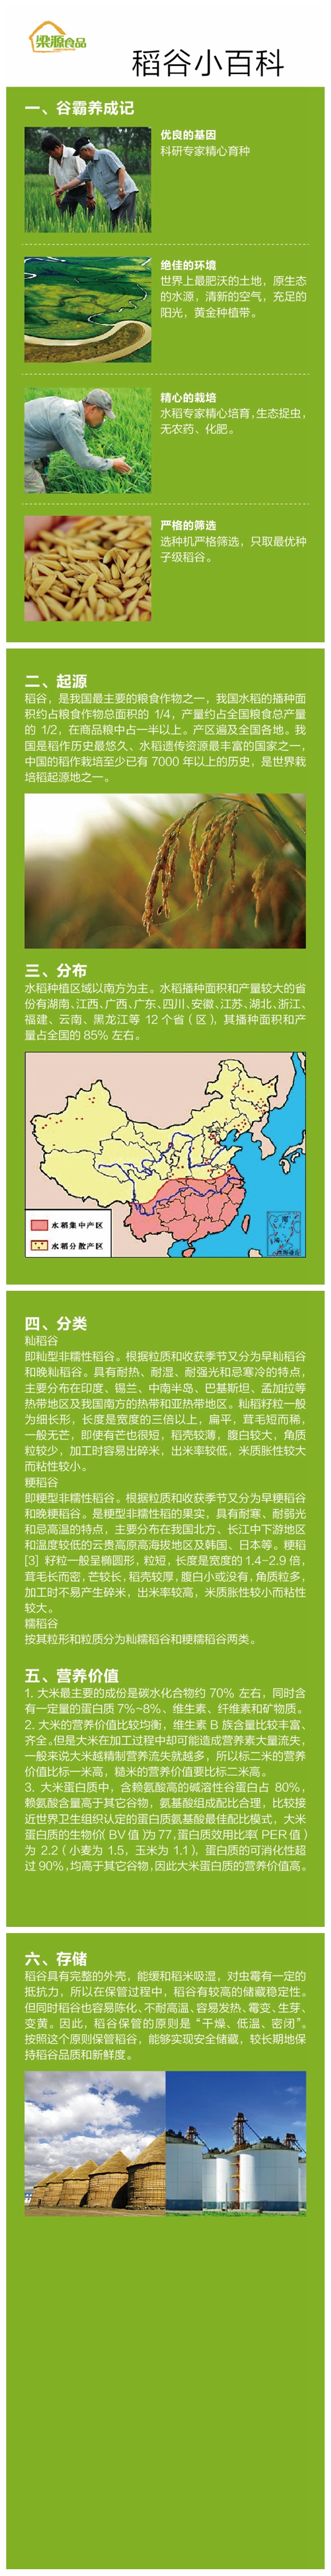 梁源食品
稻谷小百科
一、谷霸养成记
优良的基因
科研专家精心育种
绝佳的环境
世界上最肥沃的土地，原生态
的水源，清新的空气，充足的
阳光，黄金种植带。
精心的栽培
水稻专家精心培育，生态捉虫，
无农药、化肥。
严格的筛选
选种机严格筛选，只取最优种
子级稻谷。
二、起源
稻谷，是我国最主要的粮食作物之一，我国水稻的播种面
积约占粮食作物总面积的 1/4，产量约占全国粮食总产量
的 1/2，在商品粮中占一半以上。产区遍及全国各地。我
国是稻作历史最悠久、水稻遗传资源最丰富的国家之一，
中国的稻作栽培至少已有 7000 年以上的历史，是世界栽
培稻起源地之一。
三、分布
水稻种植区域以南方为主。水稻播种面积和产量较大的省
份有湖南、江西、广西、广东、四川、安徽、江苏、湖北、浙江、
福建、云南、黑龙江等 12 个省（区），其播种面积和产
量占全国的 85% 左右。
水稻集中产区
水稻分散产区
四、分类
籼稻谷
即籼型非糯性稻谷。根据粒质和收获季节又分为早籼稻谷
和晚籼稻谷。具有耐热、耐湿、耐强光和忌寒冷的特点，
主要分布在印度、锡兰、中南半岛、巴基斯坦、孟加拉等
热带地区及我国南方的热带和亚热带地区。籼稻籽粒一般
为细长形，长度是宽度的三倍以上，扁平，茸毛短而稀，
一般无芒，即使有芒也很短，稻壳较薄，腹白较大，角质
粒较少，加工时容易出碎米，出米率较低，米质胀性较大
而粘性较小。
粳稻谷
即粳型非糯性稻谷。根据粒质和收获季节又分为早粳稻谷
和晚粳稻谷。是粳型非糯性稻的果实，具有耐寒、耐弱光
和忌高温的特点，主要分布在我国北方、长江中下游地区
和温度较低的云贵高原高海拔地区及韩国、日本等。粳稻
[3] 籽粒一般呈椭圆形，粒短，长度是宽度的 1.4-2.9 倍，
茸毛长而密，芒较长，稻壳较厚，腹白小或没有，角质粒多，
加工时不易产生碎米，出米率较高，米质胀性较小而粘性
较大。
糯稻谷
按其粒形和粒质分为籼糯稻谷和粳糯稻谷两类。
五、营养价值
1. 大米最主要的成份是碳水化合物约 70% 左右，同时含
有一定量的蛋白质 7%~8%、维生素、纤维素和矿物质。
2. 大米的营养价值比较均衡，维生素 B 族含量比较丰富、
齐全。但是大米在加工过程中却可能造成营养素大量流失，
一般来说大米越精制营养流失就越多，所以标二米的营养
价值比标一米高，糙米的营养价值要比标二米高。
3. 大米蛋白质中，含赖氨酸高的碱溶性谷蛋白占 80%，
赖氨酸含量高于其它谷物，氨基酸组成配比合理，比较接
近世界卫生组织认定的蛋白质氨基酸最佳配比模式，大米
蛋白质的生物价（BV 值）为 77，蛋白质效用比率（PER 值）
为 2.2（小麦为 1.5，玉米为 1.1），蛋白质的可消化性超
过 90%，均高于其它谷物，因此大米蛋白质的营养价值高。
六、存储
稻谷具有完整的外壳，能缓和稻米吸湿，对虫霉有一定的
抵抗力，所以在保管过程中，稻谷有较高的储藏稳定性。
但同时稻谷也容易陈化、不耐高温、容易发热、霉变、生芽、
变黄。因此，稻谷保管的原则是“干燥、低温、密闭”。
按照这个原则保管稻谷，能够实现安全储藏，较长期地保
持稻谷品质和新鲜度。